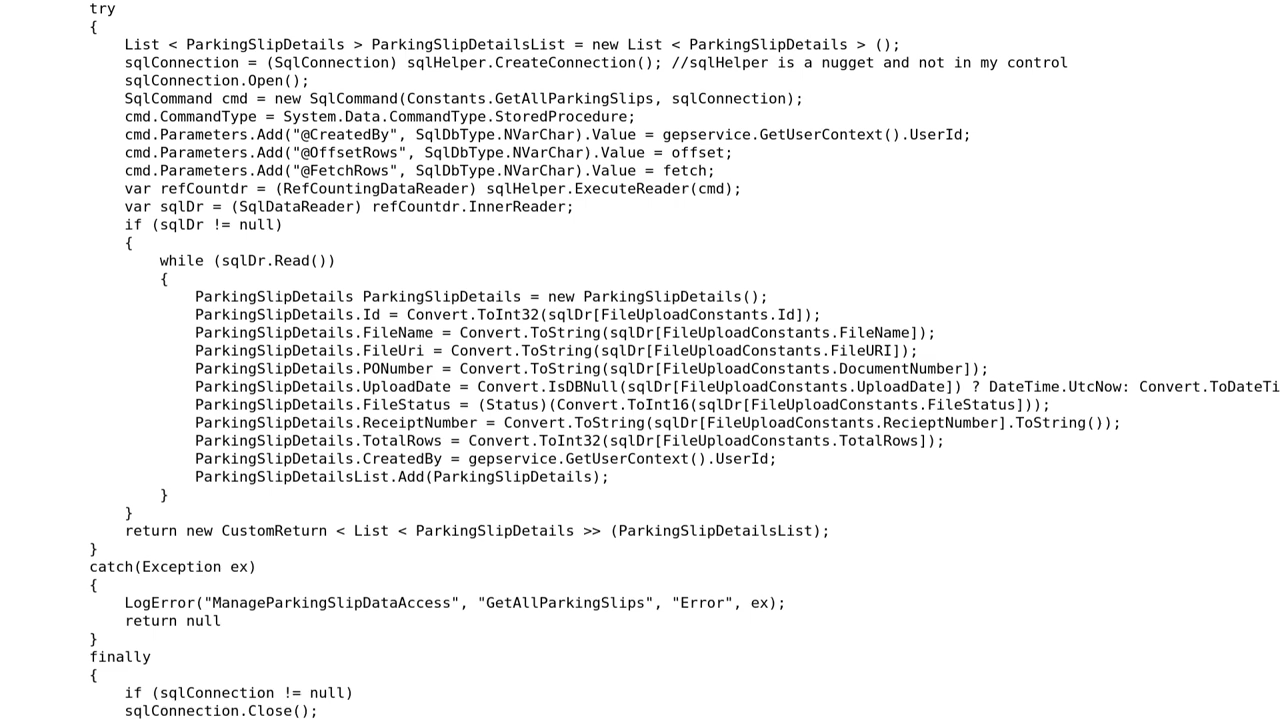 try
{
List < ParkingSlipDetails > ParkingSlipDetailsList = new List < ParkingSlipDetails > ();
sqlConnection = (SqlConnection) sqlHelper.CreateConnection(); //sqlHelper is a nugget and not in my control
sqlConnection.Open();
SqlCommand cmd = new SqlCommand(Constants.GetAllParkingSlips, sqlConnection);
cmd.CommandType = System.Data.CommandType.StoredProcedure;
cmd.Parameters.Add("@CreatedBy", SqlDbType.NVarChar).Value = gepservice.GetUserContext().UserId;
cmd.Parameters.Add("@OffsetRows", SqlDbType.NVarChar).Value = offset;
cmd.Parameters.Add("@FetchRows", SqlDbType.NVarChar).Value = fetch;
var refCountdr = (RefCountingDataReader) sqlHelper.ExecuteReader(cmd);
var sqlDr = (SqlDataReader) refCountdr.InnerReader;
if (sqlDr != null)
{
while (sqlDr.Read())
{
ParkingSlipDetails ParkingSlipDetails = new ParkingSlipDetails();
ParkingSlipDetails.Id = Convert.ToInt32(sqlDr[FileUploadConstants.Id]);
ParkingSlipDetails.FileName = Convert.ToString(sqlDr[FileUploadConstants.FileName]);
ParkingSlipDetails.FileUri = Convert.ToString(sqlDr[FileUploadConstants.FileURI]);
ParkingSlipDetails.PONumber = Convert.ToString(sqlDr[FileUploadConstants.DocumentNumber]);
ParkingSlipDetails.UploadDate = Convert.IsDBNull(sqlDr[FileUploadConstants.UploadDate]) ? DateTime.UtcNow: Convert.ToDateTi
ParkingSlipDetails.FileStatus = (Status)(Convert.ToInt16(sqlDr[FileUploadConstants.FileStatus]));
ParkingSlipDetails.ReceiptNumber = Convert.ToString(sqlDr[FileUploadConstants.RecieptNumber].ToString());
ParkingSlipDetails.TotalRows = Convert.ToInt32(sqlDr[FileUploadConstants.TotalRows]);
ParkingSlipDetails.CreatedBy = gepservice.GetUserContext().UserId;
ParkingSlipDetailsList.Add(ParkingSlipDetails);
}
}
return new CustomReturn < List < ParkingSlipDetails >> (ParkingSlipDetailsList);
}
catch(Exception ex)
{
LogError("ManageParkingSlipDataAccess", "GetAllParkingSlips", "Error", ex);
return null
}
finally
{
if (sqlConnection != null)
sqlConnection.Close();